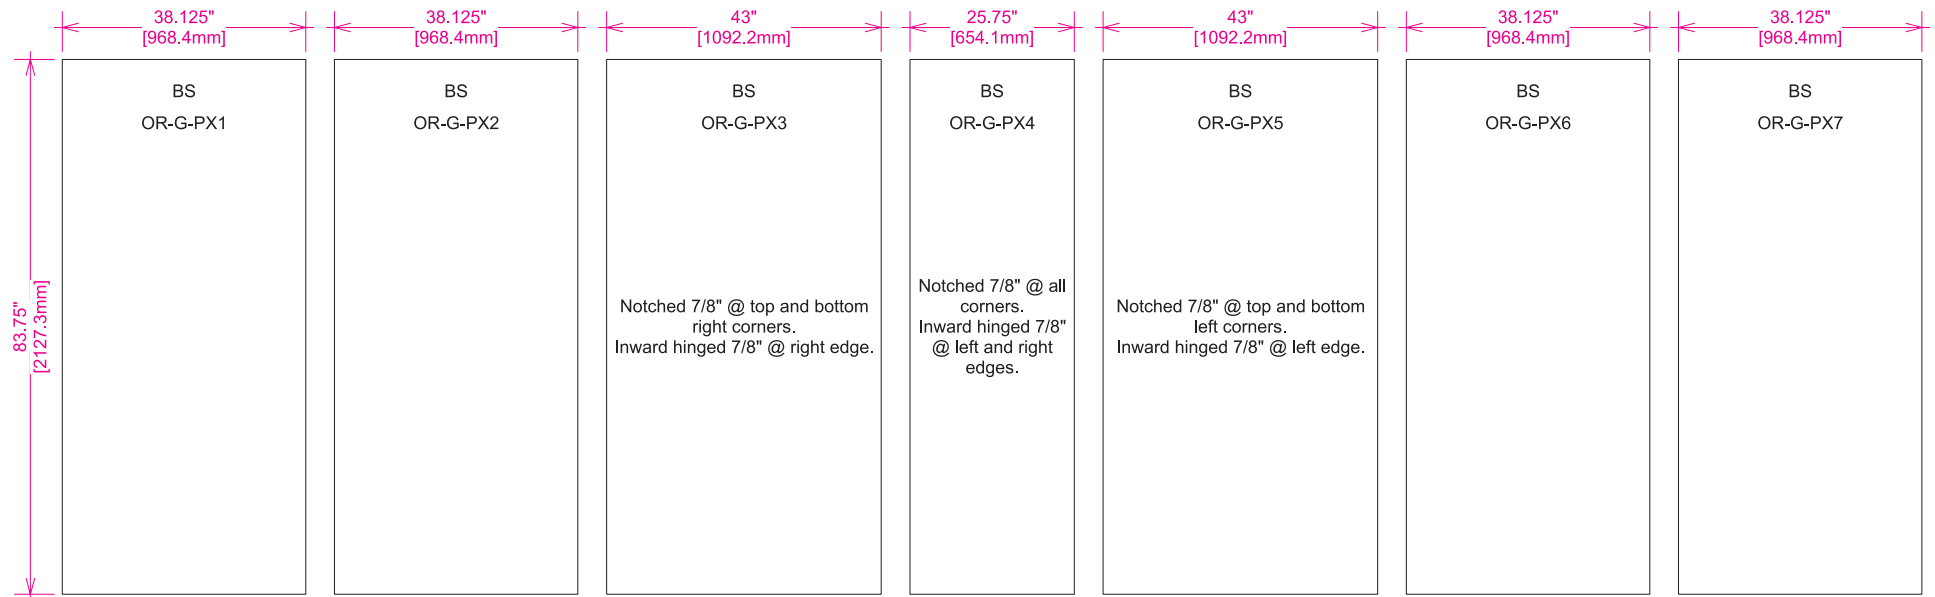 38.125"
[968.4mm]
38.125"
[968.4mm]
43"
[1092.2mm]
25.75"
[654.1mm]
43"
[1092.2mm]
38.125"
[968.4mm]
38.125"
[968.4mm]
83.75"
[2127.3mm]
BS
OR-G-PX1
BS
OR-G-PX2
BS
OR-G-PX3
Notched 7/8" @ top and bottom
right corners.
Inward hinged 7/8" @ right edge.
BS
OR-G-PX4
Notched 7/8" @ all
corners.
Inward hinged 7/8"
@ left and right
edges.
BS
OR-G-PX5
Notched 7/8" @ top and bottom
left corners.
Inward hinged 7/8" @ left edge.
BS
OR-G-PX6
BS
OR-G-PX7